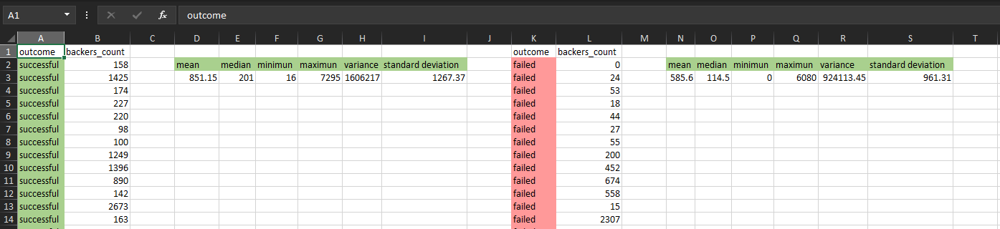 A1 fx outcome
A B C D E F G H I J K L M N O P Q R S T
1 outcome backers_count outcome backers_count
2 successful 158 mean median minimun maximun variance standard deviation failed 0 mean median minimun maximun variance standard deviation
3 successful 1425 851.15 201 16 7295 1606217 1267.37 failed 24 585.6 114.5 0 6080 924113.45 961.31
4 successful 174 failed 53
5 successful 227 failed 18
6 successful 220 failed 44
7 successful 98 failed 27
8 successful 100 failed 55
9 successful 1249 failed 200
10 successful 1396 failed 452
11 successful 890 failed 674
12 successful 142 failed 558
13 successful 2673 failed 15
14 successful 163 failed 2307